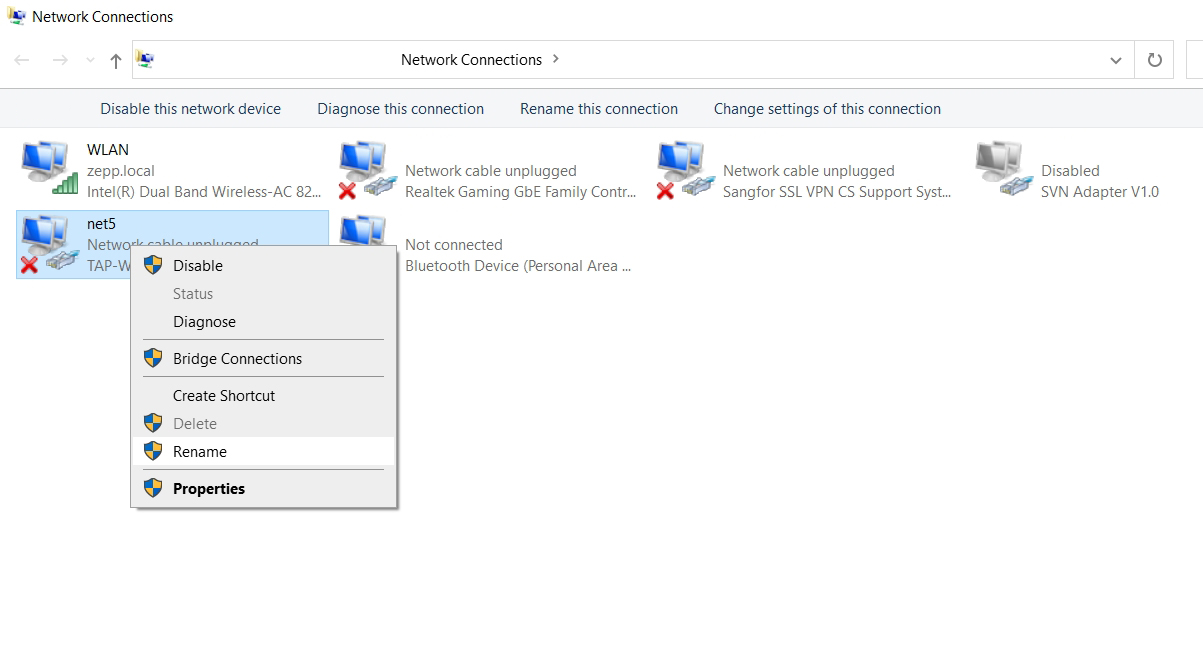 Network Connections
Network Connections
Disable this network device
Diagnose this connection
Rename this connection
Change settings of this connection
WLAN
zepp.local
Intel(R) Dual Band Wireless-AC 82...
Network cable unplugged
Realtek Gaming GbE Family Contr...
Network cable unplugged
Sangfor SSL VPN CS Support Syst...
Disabled
SVN Adapter V1.0
net5
Network cable unplugged
TAP-W
Not connected
Bluetooth Device (Personal Area ...
Disable
Status
Diagnose
Bridge Connections
Create Shortcut
Delete
Rename
Properties